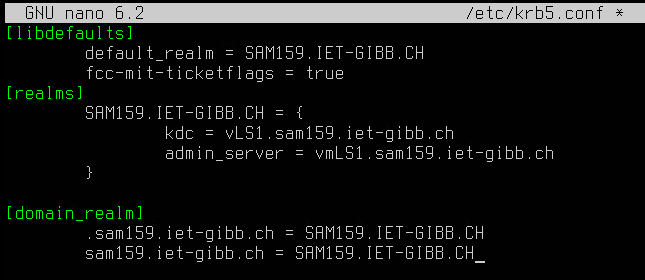 GNU nano 6.2 /etc/krb5.conf *
[libdefaults]
default_realm = SAM159.IET-GIBB.CH
fcc-mit-ticketflags = true
[realms]
SAM159.IET-GIBB.CH = {
kdc = vLS1.sam159.iet-gibb.ch
admin_server = vmLS1.sam159.iet-gibb.ch
}
[domain_realm]
.sam159.iet-gibb.ch = SAM159.IET-GIBB.CH
sam159.iet-gibb.ch = SAM159.IET-GIBB.CH